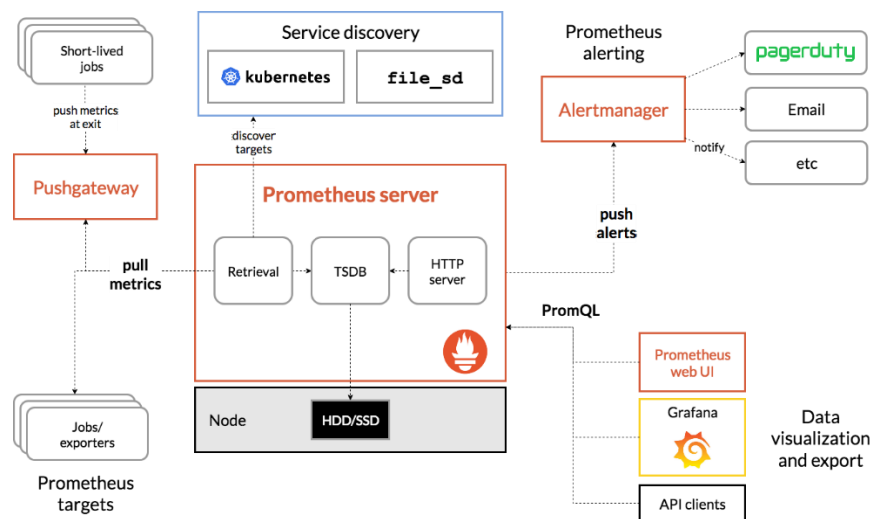 Short-lived
jobs
push metrics
at exit
Pushgateway
pull
metrics
Jobs/
exporters
Prometheus
targets
Service discovery
kubernetes
file_sd
discover
targets
Prometheus server
Retrieval
TSDB
HTTP
server
Node
HDD/SSD
Prometheus
alerting
Alertmanager
pagerduty
Email
notify
etc
push
alerts
PromQL
Prometheus
web UI
Grafana
API clients
Data
visualization
and export